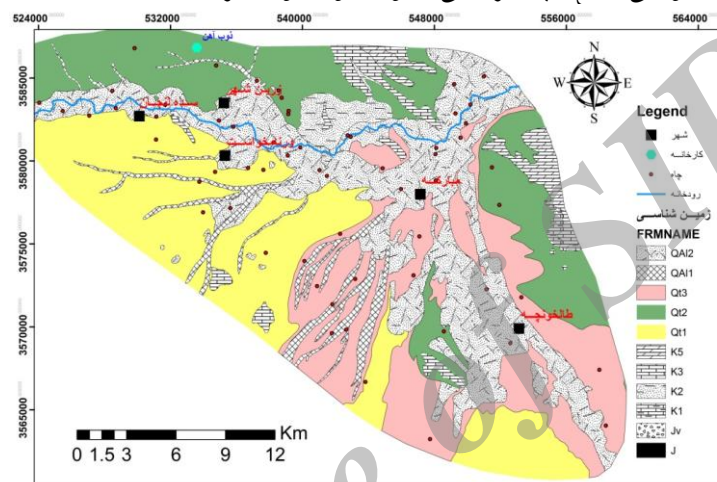 524000 532000 540000 548000 556000 564000
ذوب آهن
3585000
زرین شهر
سده لنجان
ورنامخواست
3580000
مبارکه
3575000
3570000
طالخونچه
3565000
N
W E
S
Legend
شهر
کارخانه
چاه
رودخانه
زمین شناسی
FRMNAME
QAl2
QAl1
Qt3
Qt2
Qt1
K5
K3
K2
K1
Jv
J
Km
0 1.5 3 6 9 12